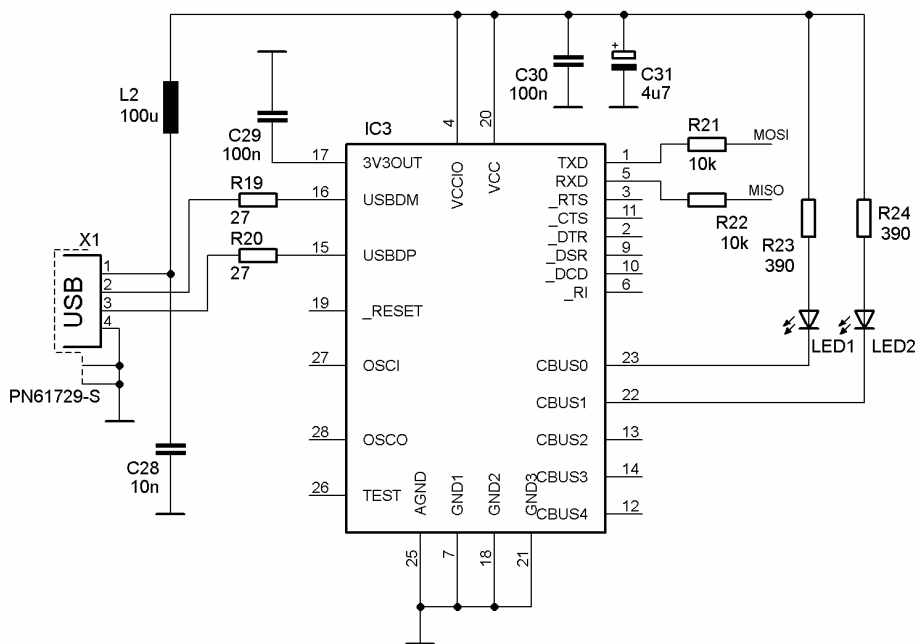 L2
100u
C29
100n
R19
27
R20
27
X1
USB
1
2
3
4
PN61729-S
C28
10n
IC3
17
3V3OUT
16
USBDM
15
USBDP
19
_RESET
27
OSCI
28
OSCO
26
TEST
4
VCCIO
20
VCC
C30
100n
+
C31
4u7
TXD
1
RXD
5
_RTS
3
_CTS
11
_DTR
2
_DSR
9
_DCD
10
_RI
6
CBUS0
23
CBUS1
22
CBUS2
13
CBUS3
14
CBUS4
12
AGND
25
GND1
7
GND2
18
GND3
21
R21
10k
MOSI
MISO
R22
10k
R23
390
R24
390
LED1
LED2